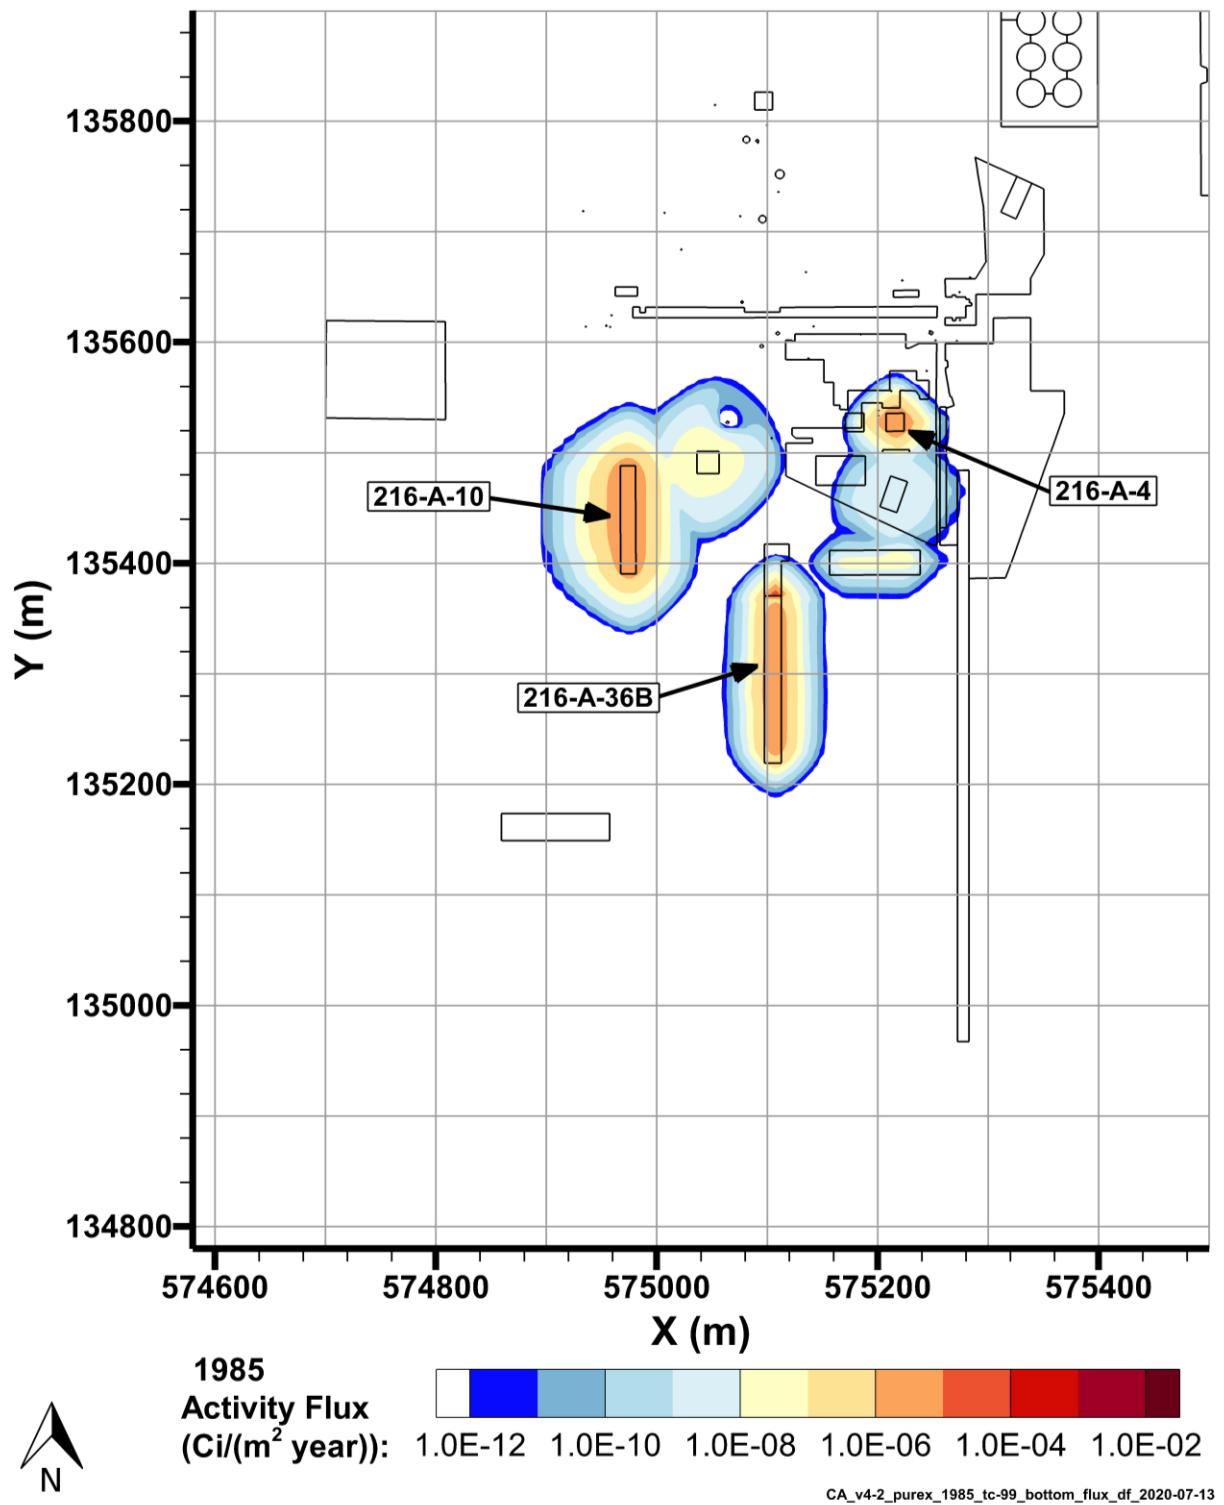 135800
135600
135400
135200
135000
134800
Y (m)
216-A-10
216-A-4
216-A-36B
574600 574800 575000 575200 575400
X (m)
1985
Activity Flux
(Ci/(m² year)):
1.0E-12 1.0E-10 1.0E-08 1.0E-06 1.0E-04 1.0E-02
N
CA_v4-2_purex_1985_tc-99_bottom_flux_df_2020-07-13